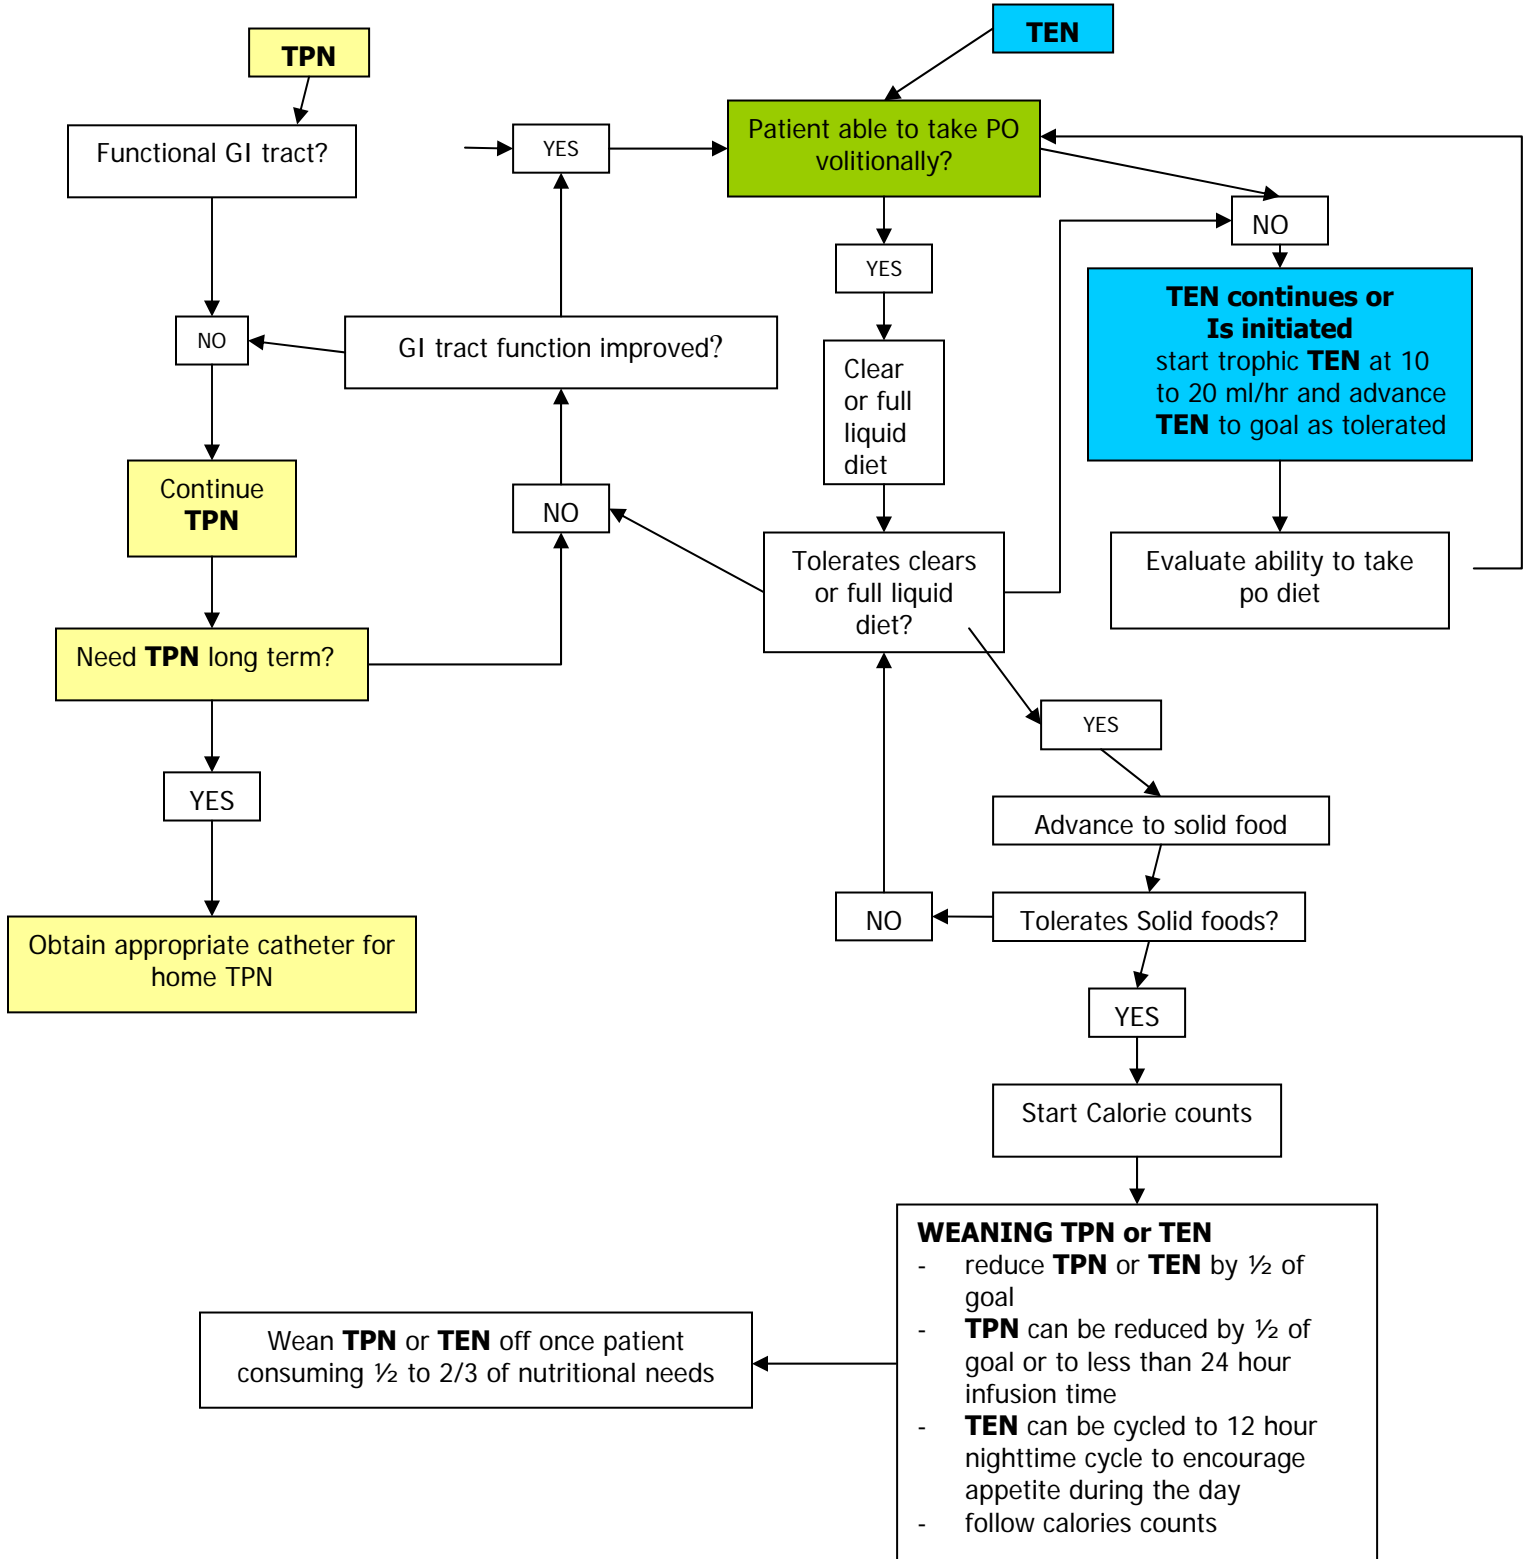 TPN
TEN
Functional GI tract?
YES
Patient able to take PO
volitionally?
NO
YES
NO
GI tract function improved?
Clear
or full
liquid
diet
TEN continues or
Is initiated
start trophic TEN at 10
to 20 ml/hr and advance
TEN to goal as tolerated
Continue
TPN
NO
Tolerates clears
or full liquid
diet?
Evaluate ability to take
po diet
Need TPN long term?
YES
YES
Advance to solid food
NO
Tolerates Solid foods?
Obtain appropriate catheter for
home TPN
YES
Start Calorie counts
WEANING TPN or TEN
- reduce TPN or TEN by ½ of
goal
- TPN can be reduced by ½ of
goal or to less than 24 hour
infusion time
- TEN can be cycled to 12 hour
nighttime cycle to encourage
appetite during the day
- follow calories counts
Wean TPN or TEN off once patient
consuming ½ to 2/3 of nutritional needs